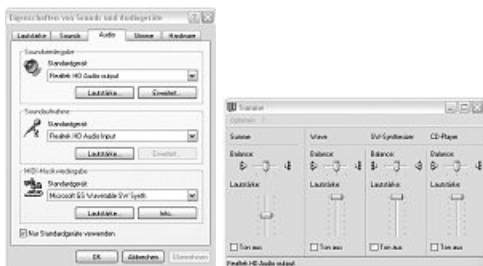 Eigenschaften von Sounds und Audiogeräte
Lautstärke Sounds Audio Stimme Hardware
Soundwiedergabe
Standardgerät:
Realtek HD Audio output
Lautstärke... Erweitert...
Soundaufnahme
Standardgerät:
Realtek HD Audio Input
Lautstärke... Erweitert...
MIDI-Musikwiedergabe
Standardgerät:
Microsoft GS Wavetable SW Synth
Lautstärke... Info...
Nur Standardgeräte verwenden
OK Abbrechen Übernehmen
Summe
Optionen ?
Summe Wave SW-Synthesizer CD-Player
Balance: Balance: Balance: Balance:
Lautstärke: Lautstärke: Lautstärke: Lautstärke:
Ton aus Ton aus Ton aus Ton aus
Realtek HD Audio output